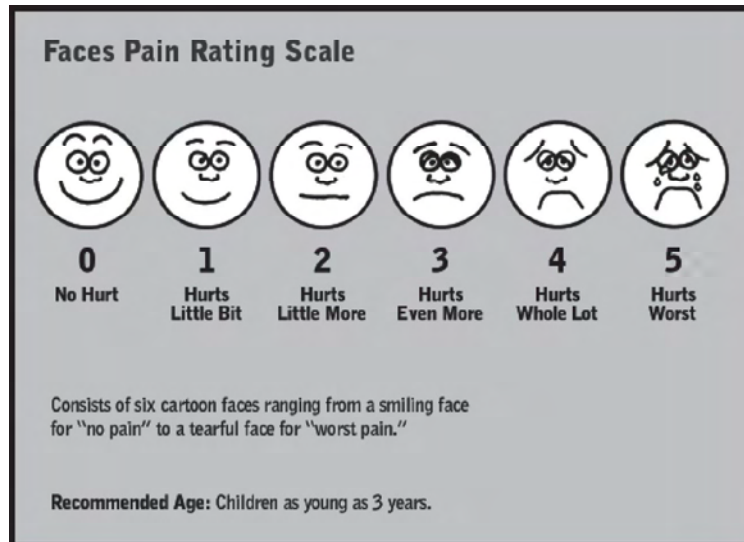 Faces Pain Rating Scale
0 1 2 3 4 5
No Hurt Hurts Hurts Hurts Hurts Hurts
Little Bit Little More Even More Whole Lot Worst
Consists of six cartoon faces ranging from a smiling face
for "no pain" to a tearful face for "worst pain."
Recommended Age: Children as young as 3 years.